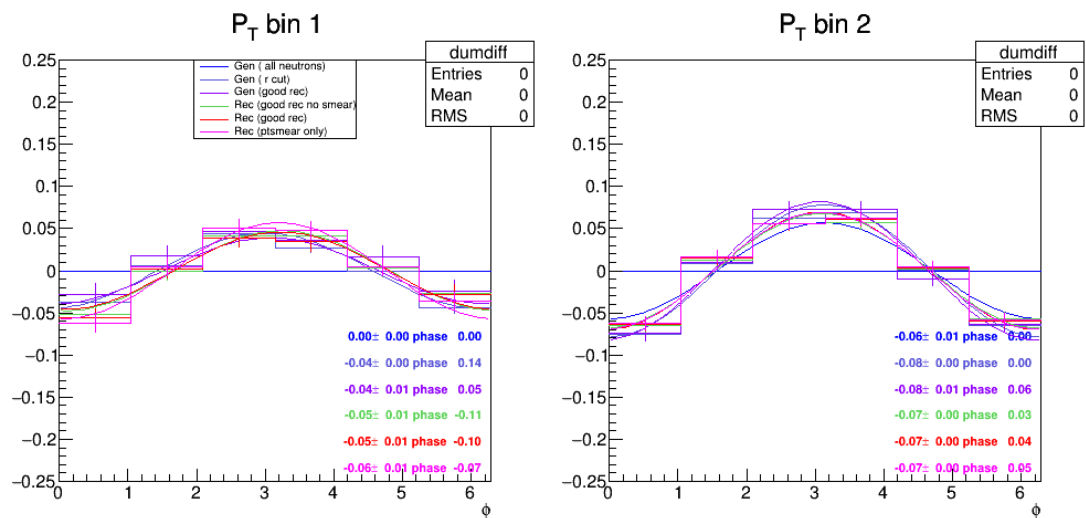 P_T bin 1
dumdiff
Entries 0
Mean 0
RMS 0
Gen ( all neutrons)
Gen ( r cut)
Gen (good rec)
Rec (good rec no smear)
Rec (good rec)
Rec (ptsmear only)
0.25
0.2
0.15
0.1
0.05
0
−0.05
−0.1
−0.15
−0.2
−0.25
0.00± 0.00 phase 0.00
-0.04± 0.00 phase 0.14
-0.04± 0.01 phase 0.05
-0.05± 0.01 phase -0.11
-0.05± 0.01 phase -0.10
-0.06± 0.01 phase -0.07
0 1 2 3 4 5 6
ϕ
P_T bin 2
dumdiff
Entries 0
Mean 0
RMS 0
0.25
0.2
0.15
0.1
0.05
0
−0.05
−0.1
−0.15
−0.2
−0.25
-0.06± 0.01 phase 0.00
-0.08± 0.00 phase 0.00
-0.08± 0.01 phase 0.06
-0.07± 0.00 phase 0.03
-0.07± 0.00 phase 0.04
-0.07± 0.00 phase 0.05
0 1 2 3 4 5 6
ϕ